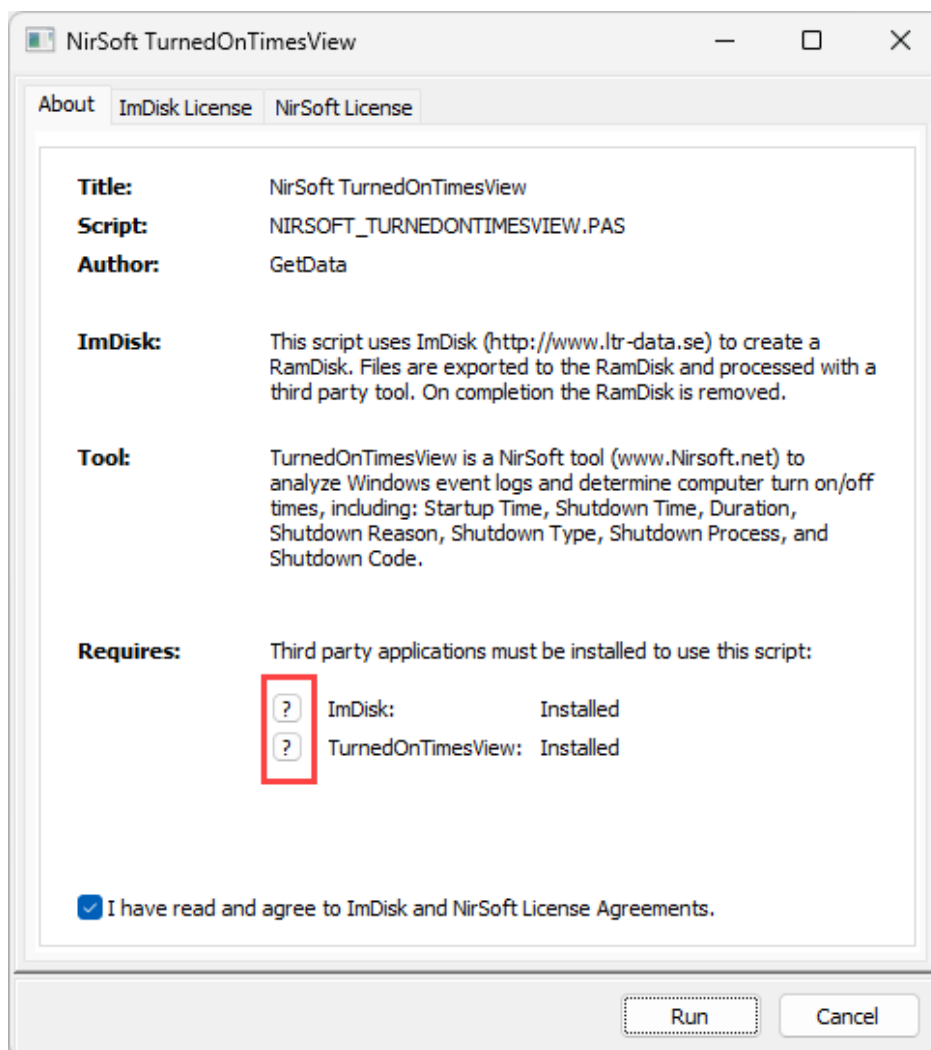 NirSoft TurnedOnTimesView
About ImDisk License NirSoft License
Title: NirSoft TurnedOnTimesView
Script: NIRSOFT_TURNEDONTIMESVIEW.PAS
Author: GetData
ImDisk: This script uses ImDisk (http://www.ltr-data.se) to create a
RamDisk. Files are exported to the RamDisk and processed with a
third party tool. On completion the RamDisk is removed.
Tool: TurnedOnTimesView is a NirSoft tool (www.Nirsoft.net) to
analyze Windows event logs and determine computer turn on/off
times, including: Startup Time, Shutdown Time, Duration,
Shutdown Reason, Shutdown Type, Shutdown Process, and
Shutdown Code.
Requires: Third party applications must be installed to use this script:
? ImDisk: Installed
? TurnedOnTimesView: Installed
I have read and agree to ImDisk and NirSoft License Agreements.
Run Cancel